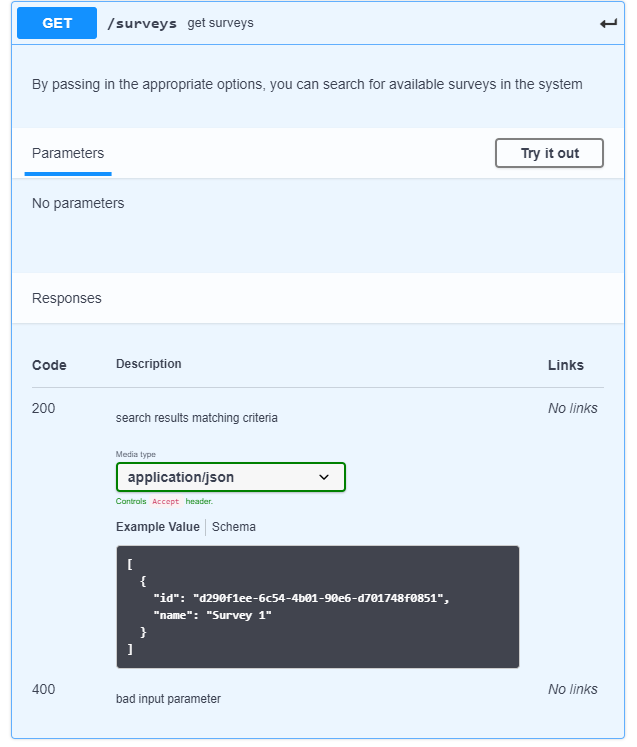 GET /surveys get surveys
By passing in the appropriate options, you can search for available surveys in the system
Parameters Try it out
No parameters
Responses
Code Description Links
200 No links
search results matching criteria
Media type
application/json
Controls Accept header.
Example Value Schema
[
{
"id": "d290f1ee-6c54-4b01-90e6-d701748f0851",
"name": "Survey 1"
}
]
400 No links
bad input parameter